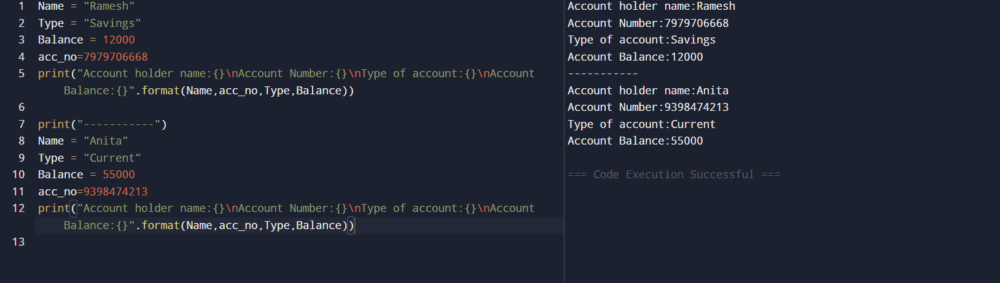 1 Name = "Ramesh"
2 Type = "Savings"
3 Balance = 12000
4 acc_no=7979706668
5 print("Account holder name:{}\nAccount Number:{}\nType of account:{}\nAccount
Balance:{}".format(Name,acc_no,Type,Balance))
6
7 print("-----------")
8 Name = "Anita"
9 Type = "Current"
10 Balance = 55000
11 acc_no=9398474213
12 print("Account holder name:{}\nAccount Number:{}\nType of account:{}\nAccount
Balance:{}".format(Name,acc_no,Type,Balance))
13
Account holder name:Ramesh
Account Number:7979706668
Type of account:Savings
Account Balance:12000
-----------
Account holder name:Anita
Account Number:9398474213
Type of account:Current
Account Balance:55000
=== Code Execution Successful ===